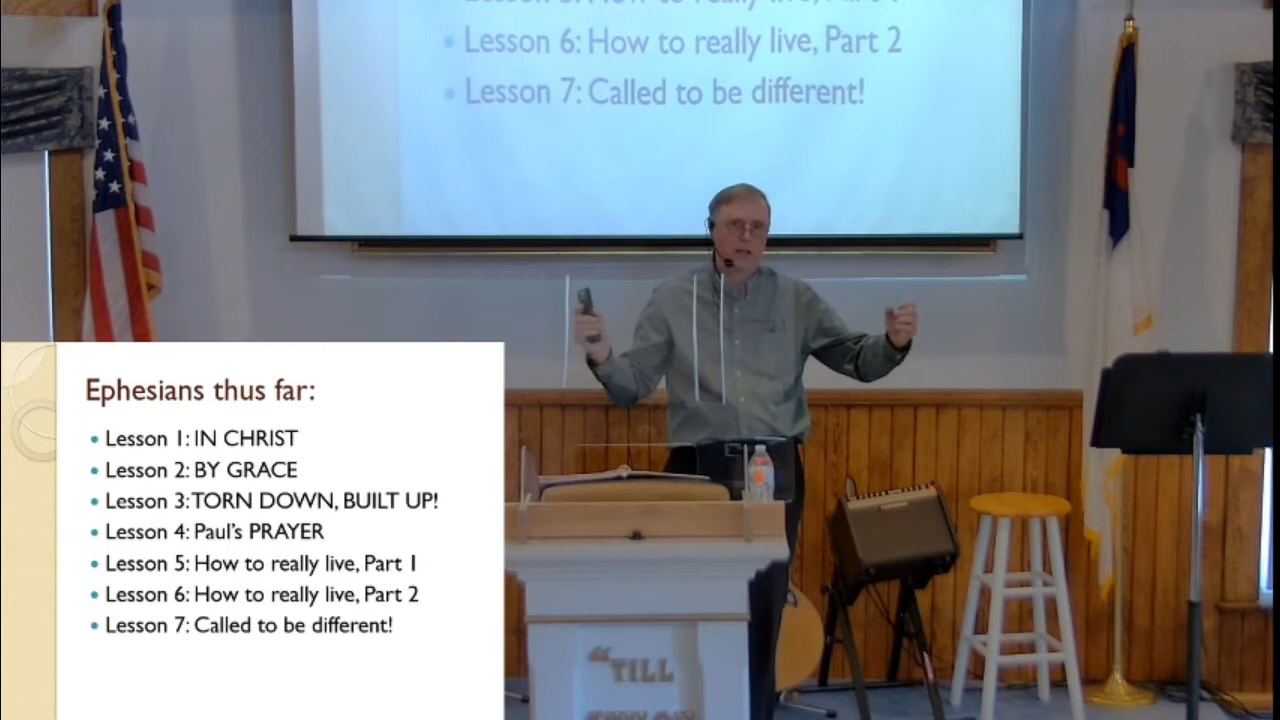 Lesson 6: How to really live, Part 2
Lesson 7: Called to be different!
Ephesians thus far:
Lesson 1: IN CHRIST
Lesson 2: BY GRACE
Lesson 3: TORN DOWN, BUILT UP!
Lesson 4: Paul's PRAYER
Lesson 5: How to really live, Part 1
Lesson 6: How to really live, Part 2
Lesson 7: Called to be different!
"TILL